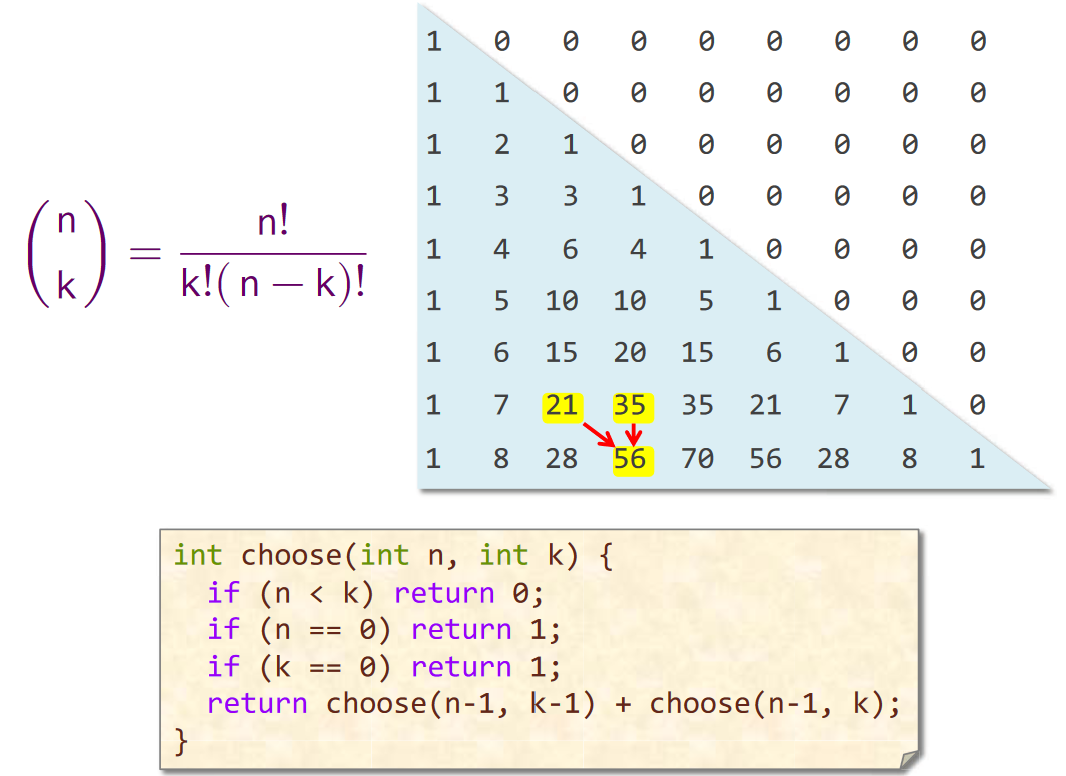 (n k) = n! / k!(n − k)!
1 0 0 0 0 0 0 0 0
1 1 0 0 0 0 0 0 0
1 2 1 0 0 0 0 0 0
1 3 3 1 0 0 0 0 0
1 4 6 4 1 0 0 0 0
1 5 10 10 5 1 0 0 0
1 6 15 20 15 6 1 0 0
1 7 21 35 35 21 7 1 0
1 8 28 56 70 56 28 8 1
int choose(int n, int k) {
  if (n < k) return 0;
  if (n == 0) return 1;
  if (k == 0) return 1;
  return choose(n-1, k-1) + choose(n-1, k);
}